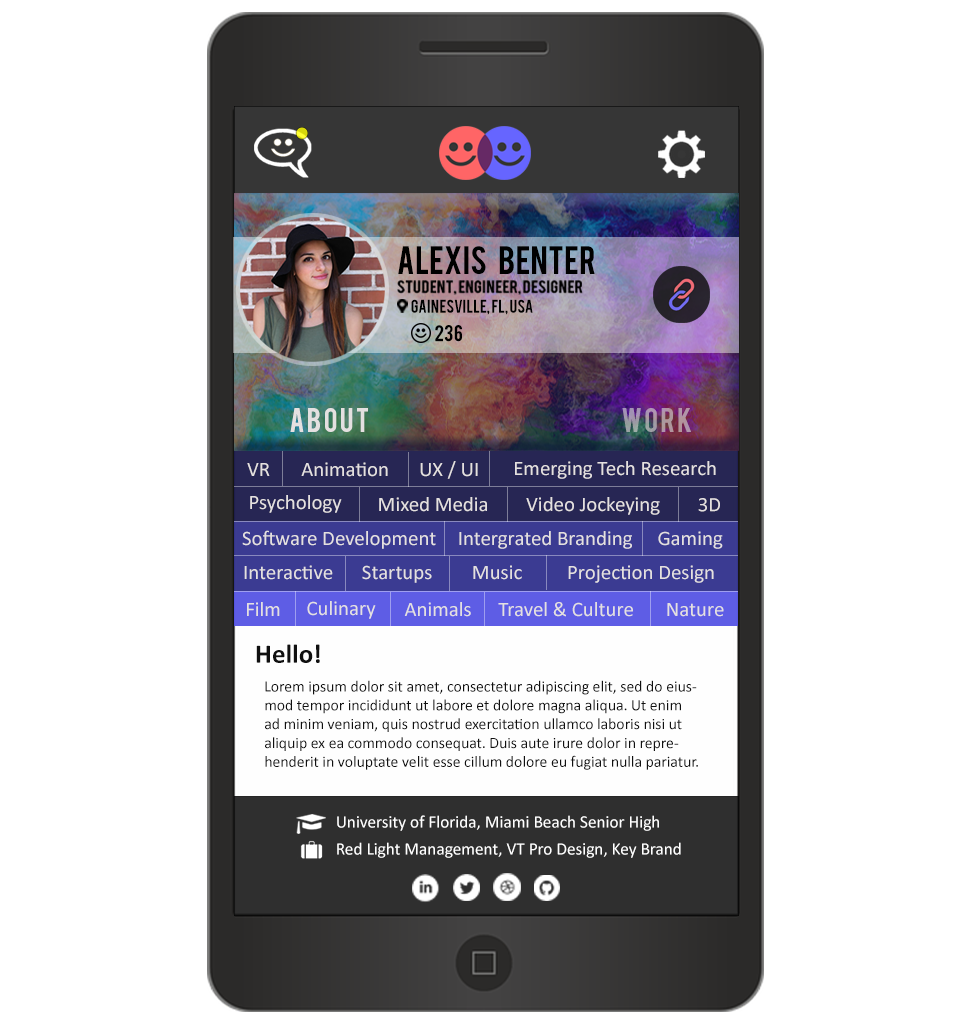 ALEXIS BENTER
STUDENT, ENGINEER, DESIGNER
GAINESVILLE, FL, USA
236
ABOUT WORK
VR Animation UX / UI Emerging Tech Research
Psychology Mixed Media Video Jockeying 3D
Software Development Intergrated Branding Gaming
Interactive Startups Music Projection Design
Film Culinary Animals Travel & Culture Nature
Hello!
Lorem ipsum dolor sit amet, consectetur adipiscing elit, sed do eius-
mod tempor incididunt ut labore et dolore magna aliqua. Ut enim
ad minim veniam, quis nostrud exercitation ullamco laboris nisi ut
aliquip ex ea commodo consequat. Duis aute irure dolor in repre-
henderit in voluptate velit esse cillum dolore eu fugiat nulla pariatur.
University of Florida, Miami Beach Senior High
Red Light Management, VT Pro Design, Key Brand
in